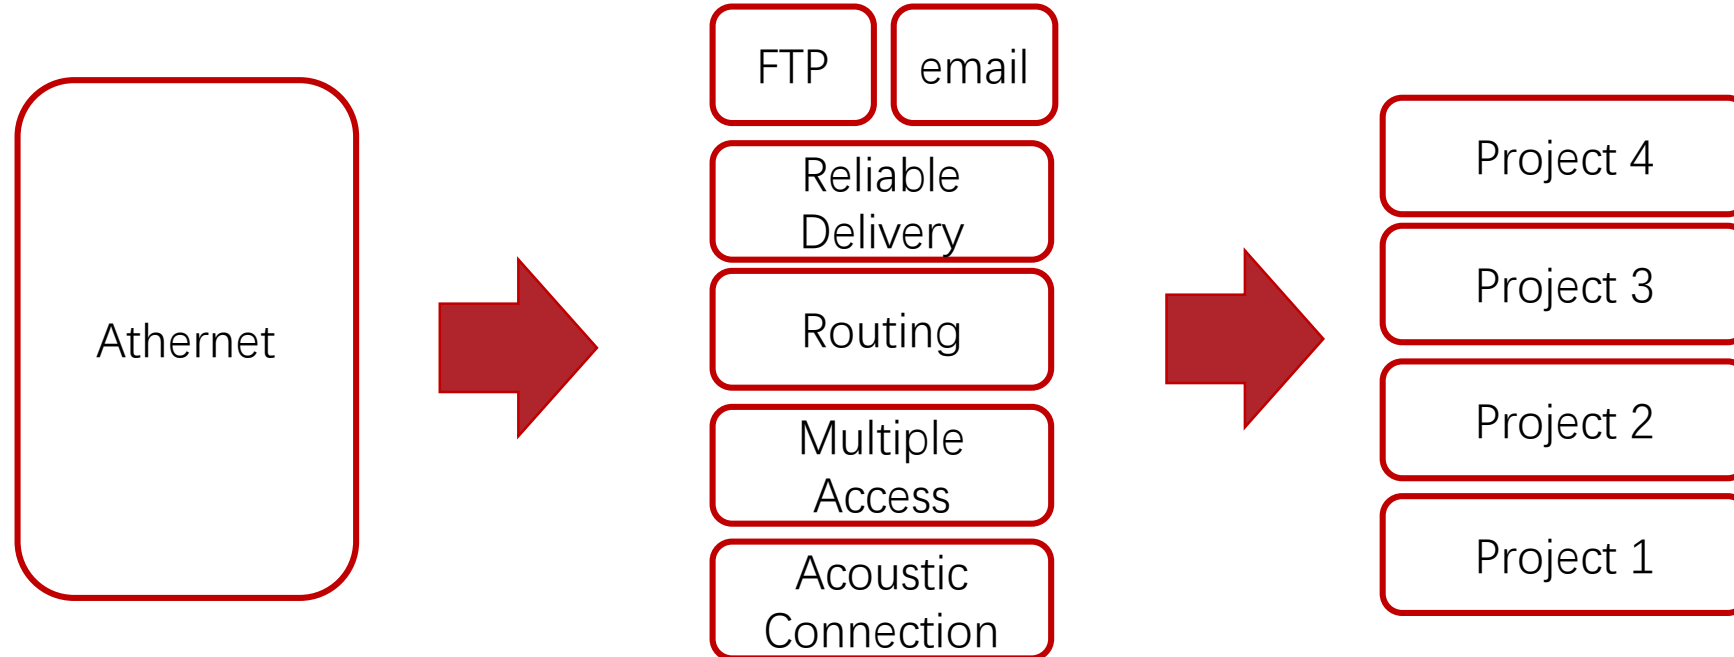 Athernet
FTP
email
Reliable
Delivery
Routing
Multiple
Access
Acoustic
Connection
Project 4
Project 3
Project 2
Project 1